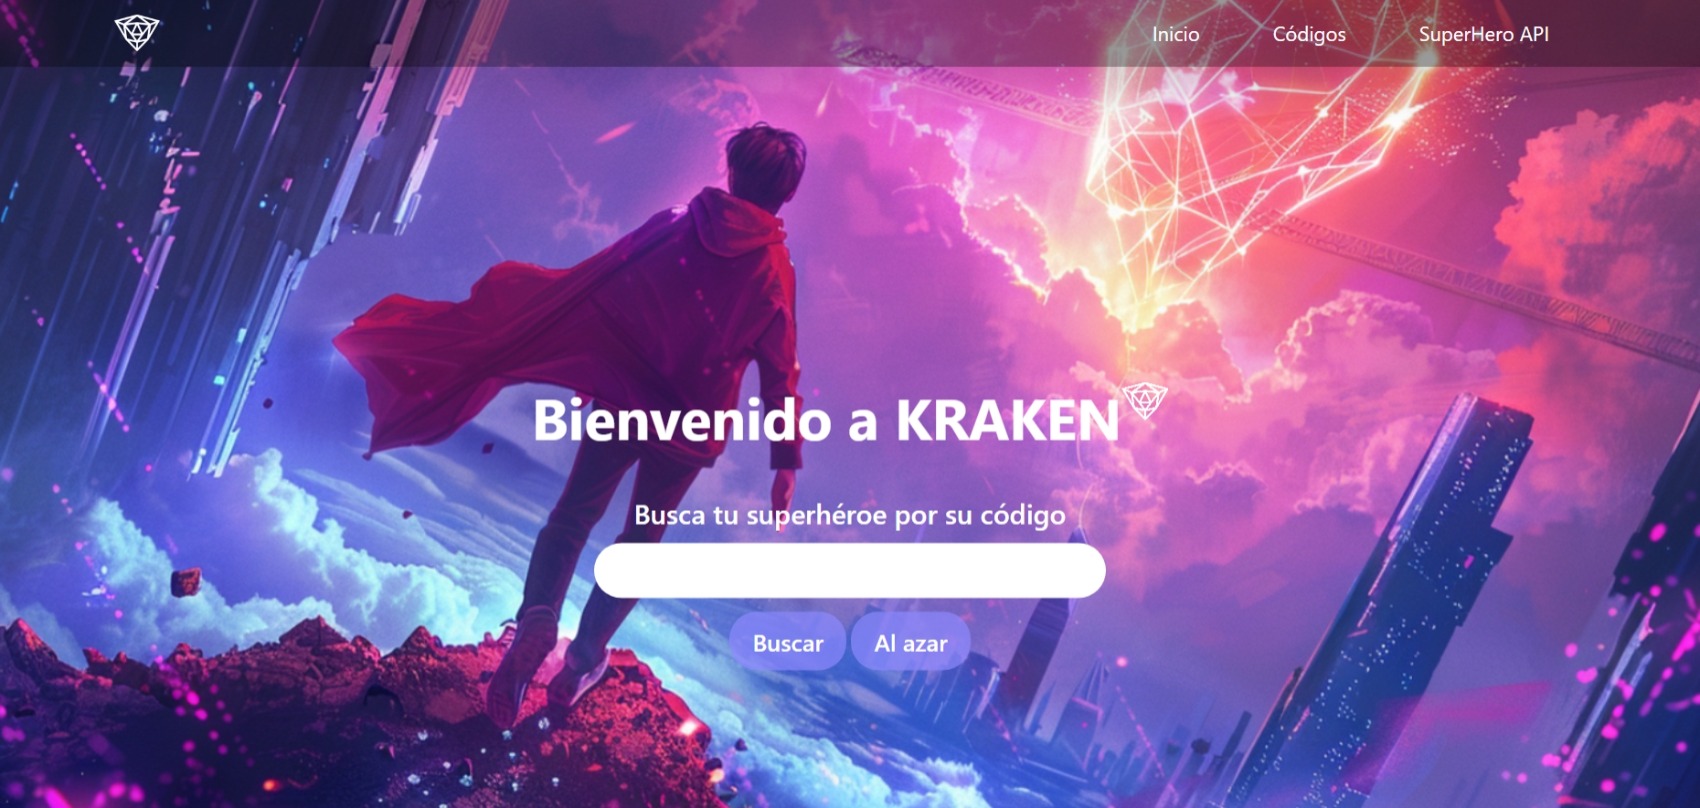 Inicio Códigos SuperHero API
Bienvenido a KRAKEN
Busca tu superhéroe por su código
Buscar Al azar